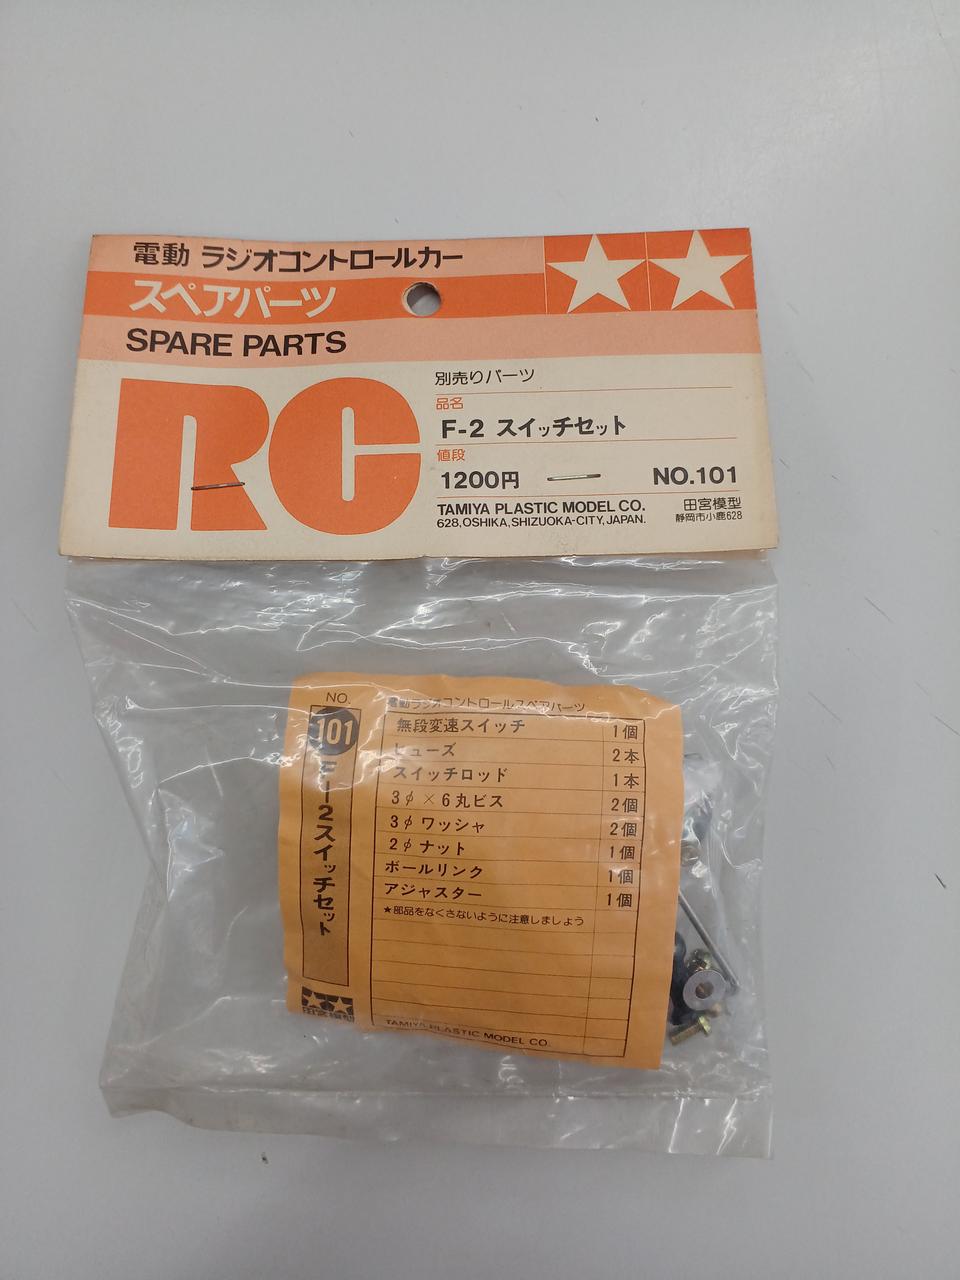 電動 ラジオコントロールカー
スペアパーツ
SPARE PARTS
RC
別売りパーツ
品名
F-2 スイッチセット
値段
1200円
NO.101
TAMIYA PLASTIC MODEL CO.
628,OSHIKA,SHIZUOKA-CITY,JAPAN.
田宮模型
静岡市小鹿628
NO.
101
F-2スイッチセット
田宮模型
電動ラジオコントロールスペアパーツ
無段変速スイッチ 1個
ヒューズ 2本
スイッチロッド 1本
3φ×6丸ビス 2個
3φワッシャ 2個
2φナット 1個
ボールリンク 1個
アジャスター 1個
★部品をなくさないように注意しましょう
TAMIYA PLASTIC MODEL CO.